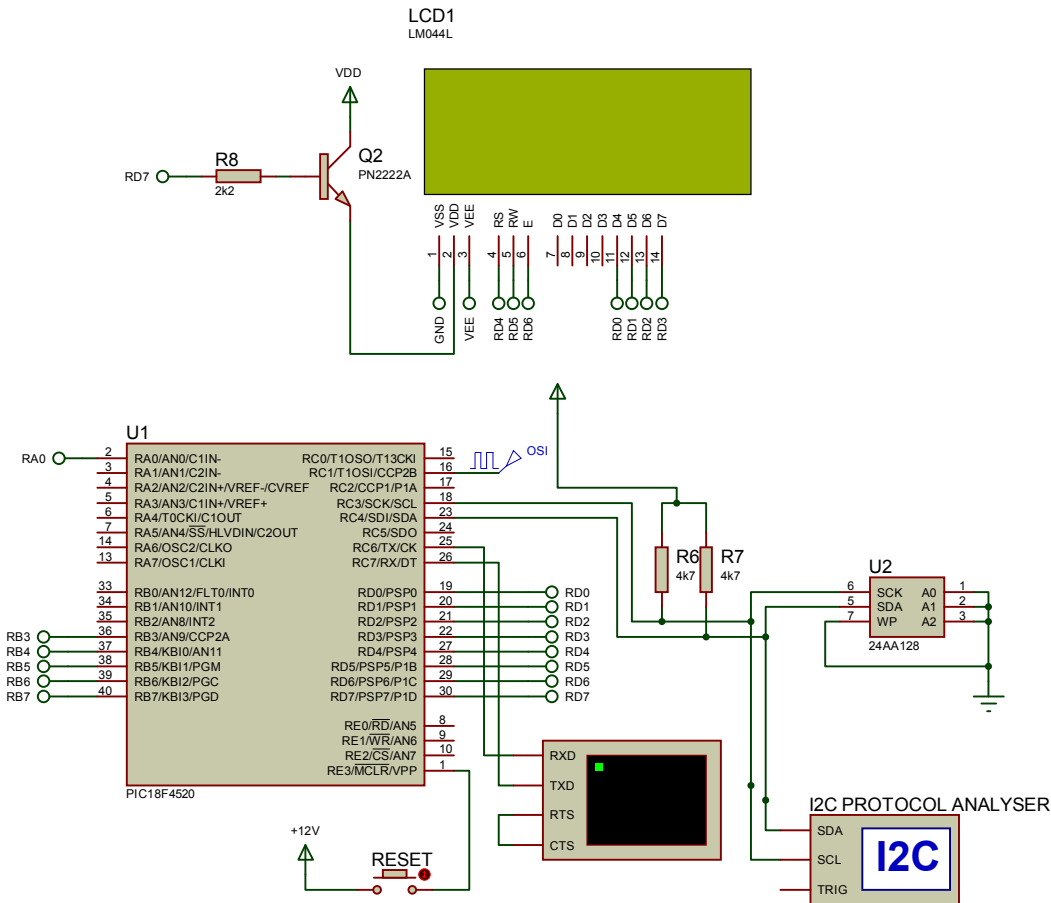 LCD1
LM044L
VDD
RD7
R8
2k2
Q2
PN2222A
VSS VDD VEE RS RW E D0 D1 D2 D3 D4 D5 D6 D7
1 2 3 4 5 6 7 8 9 10 11 12 13 14
GND VEE RD4 RD5 RD6 RD0 RD1 RD2 RD3
U1
RA0 2 RA0/AN0/C1IN- RC0/T1OSO/T13CKI 15
3 RA1/AN1/C2IN- RC1/T1OSI/CCP2B 16 OSI
4 RA2/AN2/C2IN+/VREF-/CVREF RC2/CCP1/P1A 17
5 RA3/AN3/C1IN+/VREF+ RC3/SCK/SCL 18
6 RA4/T0CKI/C1OUT RC4/SDI/SDA 23
7 RA5/AN4/SS/HLVDIN/C2OUT RC5/SDO 24
14 RA6/OSC2/CLKO RC6/TX/CK 25
13 RA7/OSC1/CLKI RC7/RX/DT 26
33 RB0/AN12/FLT0/INT0 RD0/PSP0 19 RD0
34 RB1/AN10/INT1 RD1/PSP1 20 RD1
35 RB2/AN8/INT2 RD2/PSP2 21 RD2
RB3 36 RB3/AN9/CCP2A RD3/PSP3 22 RD3
RB4 37 RB4/KBI0/AN11 RD4/PSP4 27 RD4
RB5 38 RB5/KBI1/PGM RD5/PSP5/P1B 28 RD5
RB6 39 RB6/KBI2/PGC RD6/PSP6/P1C 29 RD6
RB7 40 RB7/KBI3/PGD RD7/PSP7/P1D 30 RD7
RE0/RD/AN5 8
RE1/WR/AN6 9
RE2/CS/AN7 10
RE3/MCLR/VPP 1
PIC18F4520
R6
4k7
R7
4k7
U2
6 SCK A0 1
5 SDA A1 2
7 WP A2 3
24AA128
RXD
TXD
RTS
CTS
+12V
RESET
I2C PROTOCOL ANALYSER
SDA
SCL
TRIG
I2C